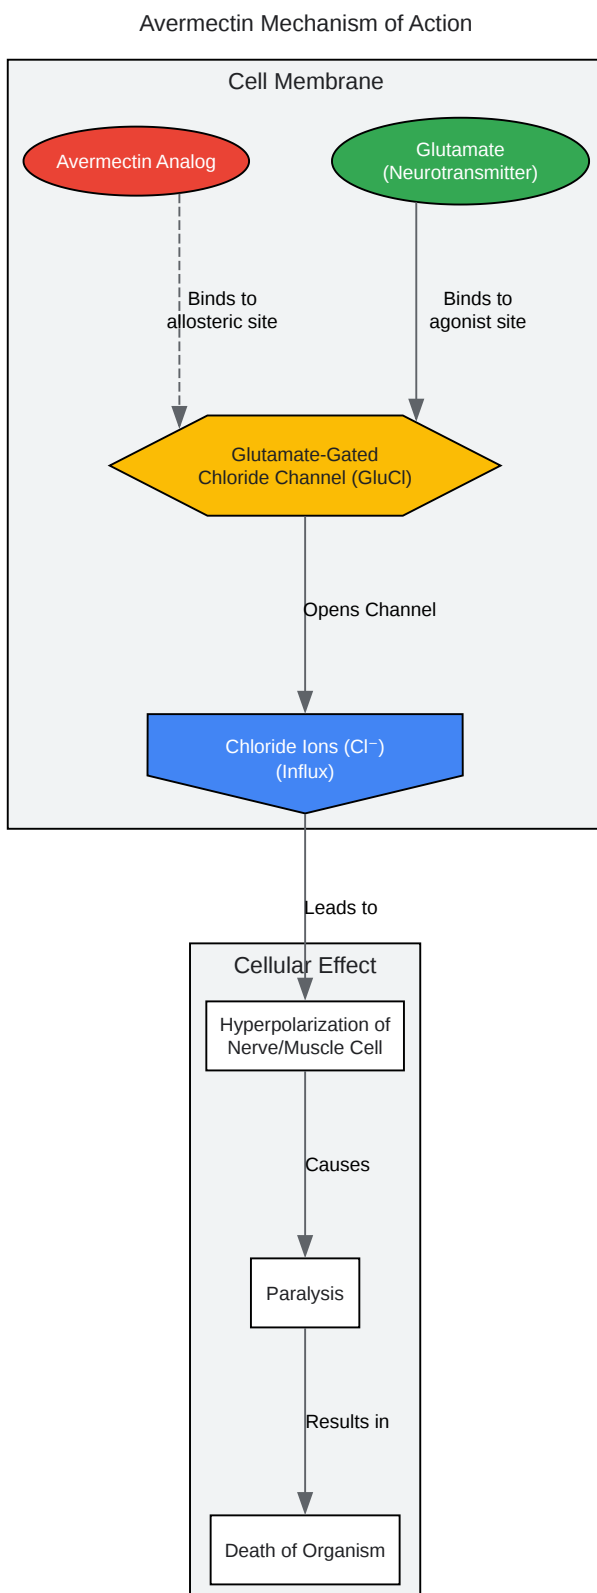 Avermectin Mechanism of Action
Cell Membrane
Avermectin Analog
Glutamate
(Neurotransmitter)
Binds to
allosteric site
Binds to
agonist site
Glutamate-Gated
Chloride Channel (GluCl)
Opens Channel
Chloride Ions (Cl⁻)
(Influx)
Leads to
Cellular Effect
Hyperpolarization of
Nerve/Muscle Cell
Causes
Paralysis
Results in
Death of Organism